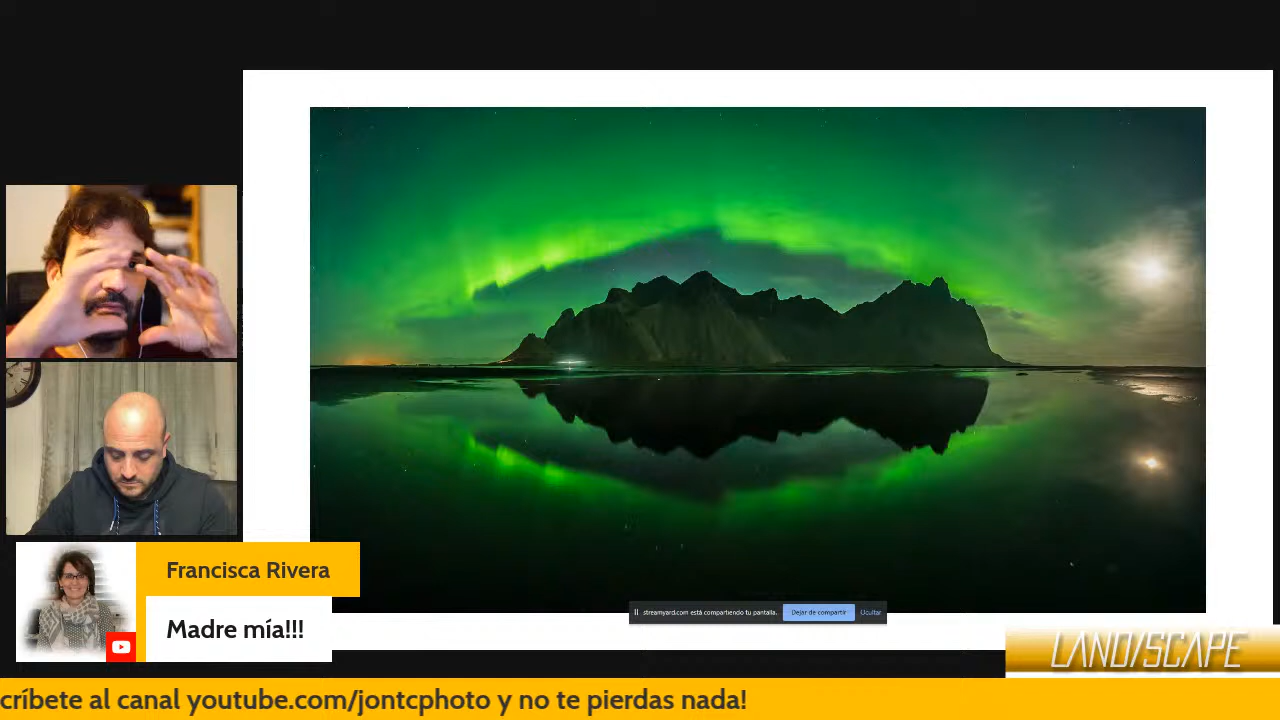 Francisca Rivera
Madre mía!!!
streamyard.com está compartiendo tu pantalla.
Dejar de compartir
Ocultar
LAND/SCAPE
críbete al canal youtube.com/jontcphoto y no te pierdas nada!